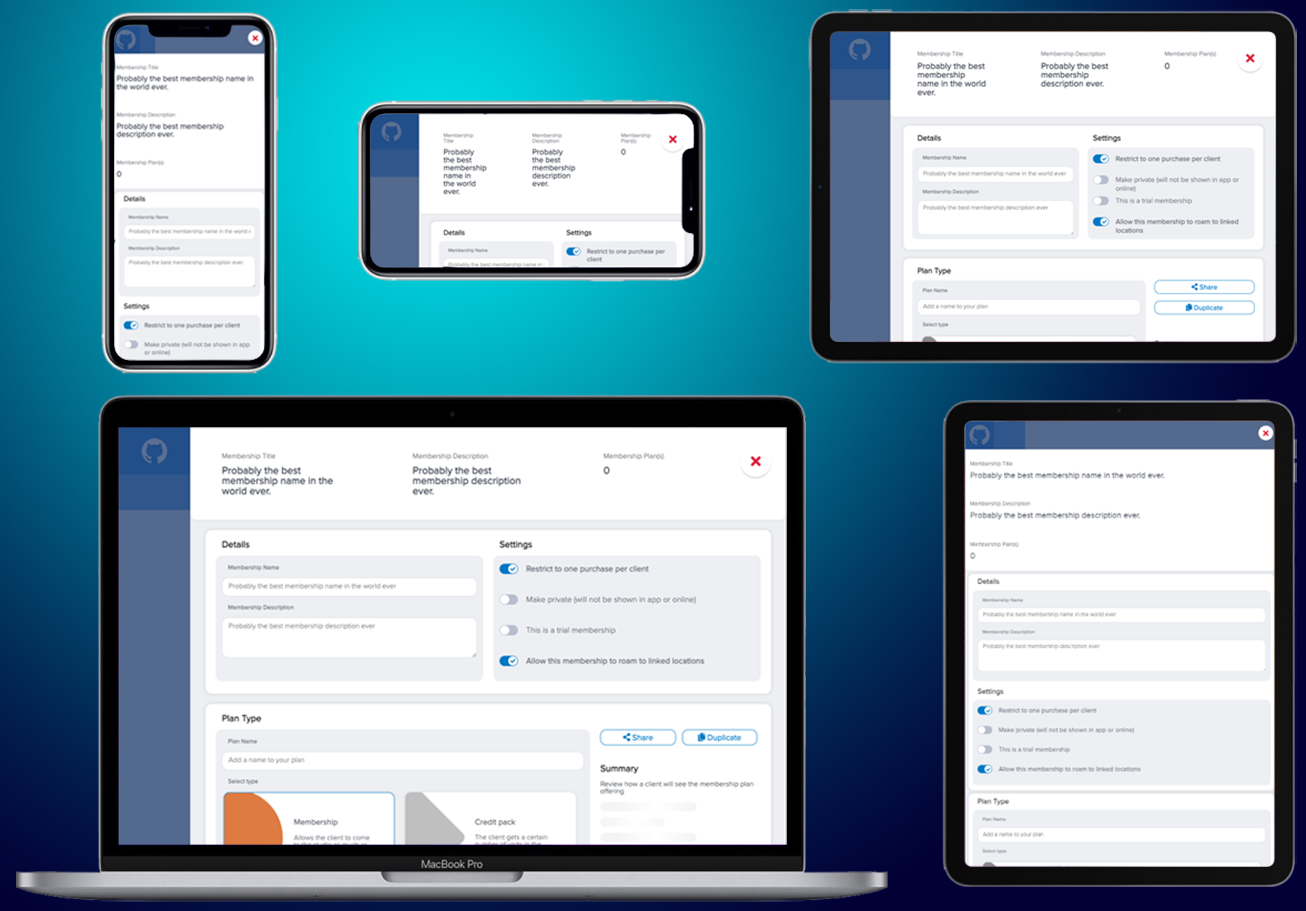 Membership Title
Probably the best membership name in
the world ever.
Membership Description
Probably the best membership
description ever.
Membership Plan(s)
0
Details
Membership Name
Probably the best membership name in the world
Membership Description
Probably the best membership description ever
Settings
Restrict to one purchase per client
Make private (will not be shown in app
or online)
Membership
Title
Probably
the best
membership
name in
the world
ever.
Membership
Description
Probably
the best
membership
description
ever.
Membership
Plan(s)
0
Details
Membership Name
Probably the best membership name in
Settings
Restrict to one purchase per
client
Membership Title
Probably the best
membership
name in the world
ever.
Membership Description
Probably the best
membership
description ever.
Membership Plan(s)
0
Details
Membership Name
Probably the best membership name in the world ever
Membership Description
Probably the best membership description ever
Settings
Restrict to one purchase per client
Make private (will not be shown in app or
online)
This is a trial membership
Allow this membership to roam to linked
locations
Plan Type
Plan Name
Add a name to your plan
Select type
Share
Duplicate
Membership Title
Probably the best
membership name in the
world ever.
Membership Description
Probably the best
membership description
ever.
Membership Plan(s)
0
Details
Membership Name
Probably the best membership name in the world ever
Membership Description
Probably the best membership description ever
Settings
Restrict to one purchase per client
Make private (will not be shown in app or online)
This is a trial membership
Allow this membership to roam to linked locations
Plan Type
Plan Name
Add a name to your plan
Select type
Membership
Allows the client to come
Credit pack
The client gets a certain
Share
Duplicate
Summary
Review how a client will see the membership plan
offering
MacBook Pro
Membership Title
Probably the best membership name in the world ever.
Membership Description
Probably the best membership description ever.
Membership Plan(s)
0
Details
Membership Name
Probably the best membership name in the world ever
Membership Description
Probably the best membership description ever
Settings
Restrict to one purchase per client
Make private (will not be shown in app or online)
This is a trial membership
Allow this membership to roam to linked locations
Plan Type
Plan Name
Add a name to your plan
Select type